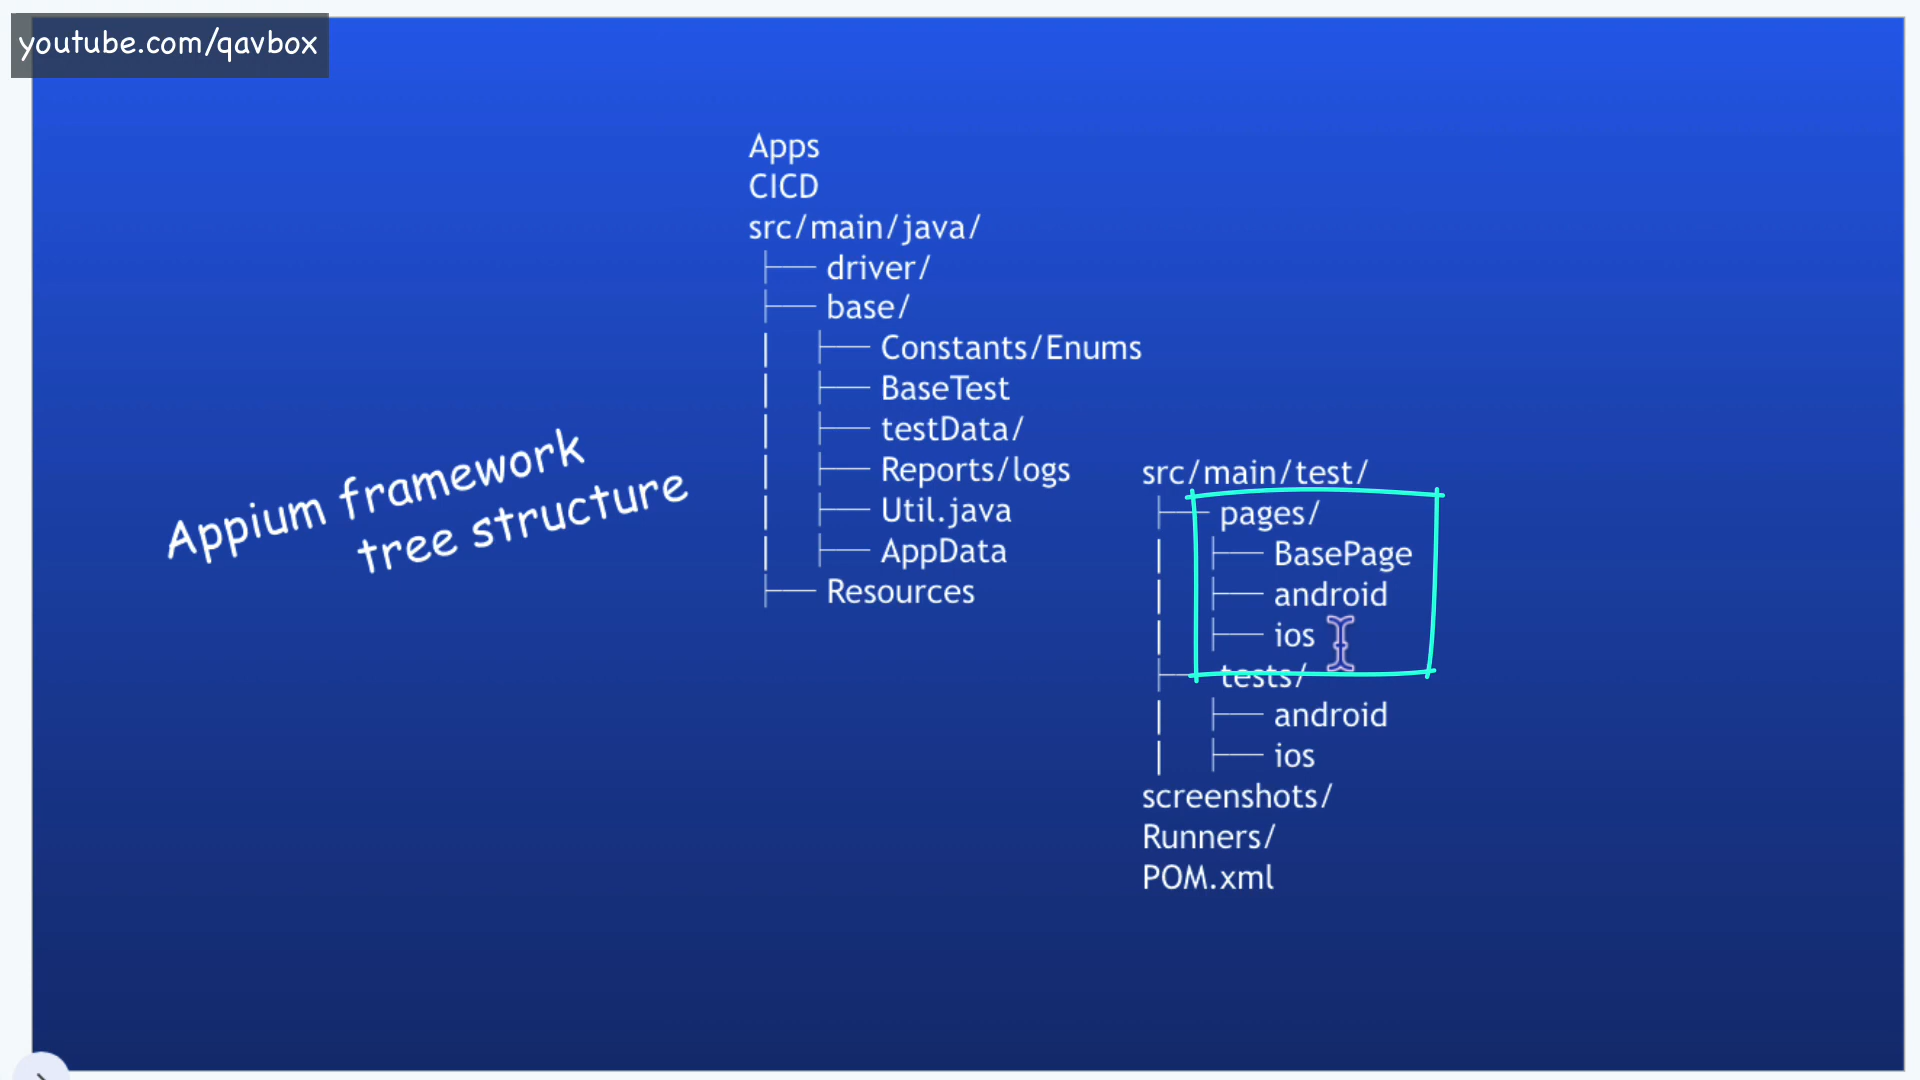 youtube.com/qavbox
Appium framework
tree structure
Apps
CICD
src/main/java/
driver/
base/
Constants/Enums
BaseTest
testData/
Reports/logs
Util.java
AppData
Resources
src/main/test/
pages/
BasePage
android
ios
tests/
android
ios
screenshots/
Runners/
POM.xml